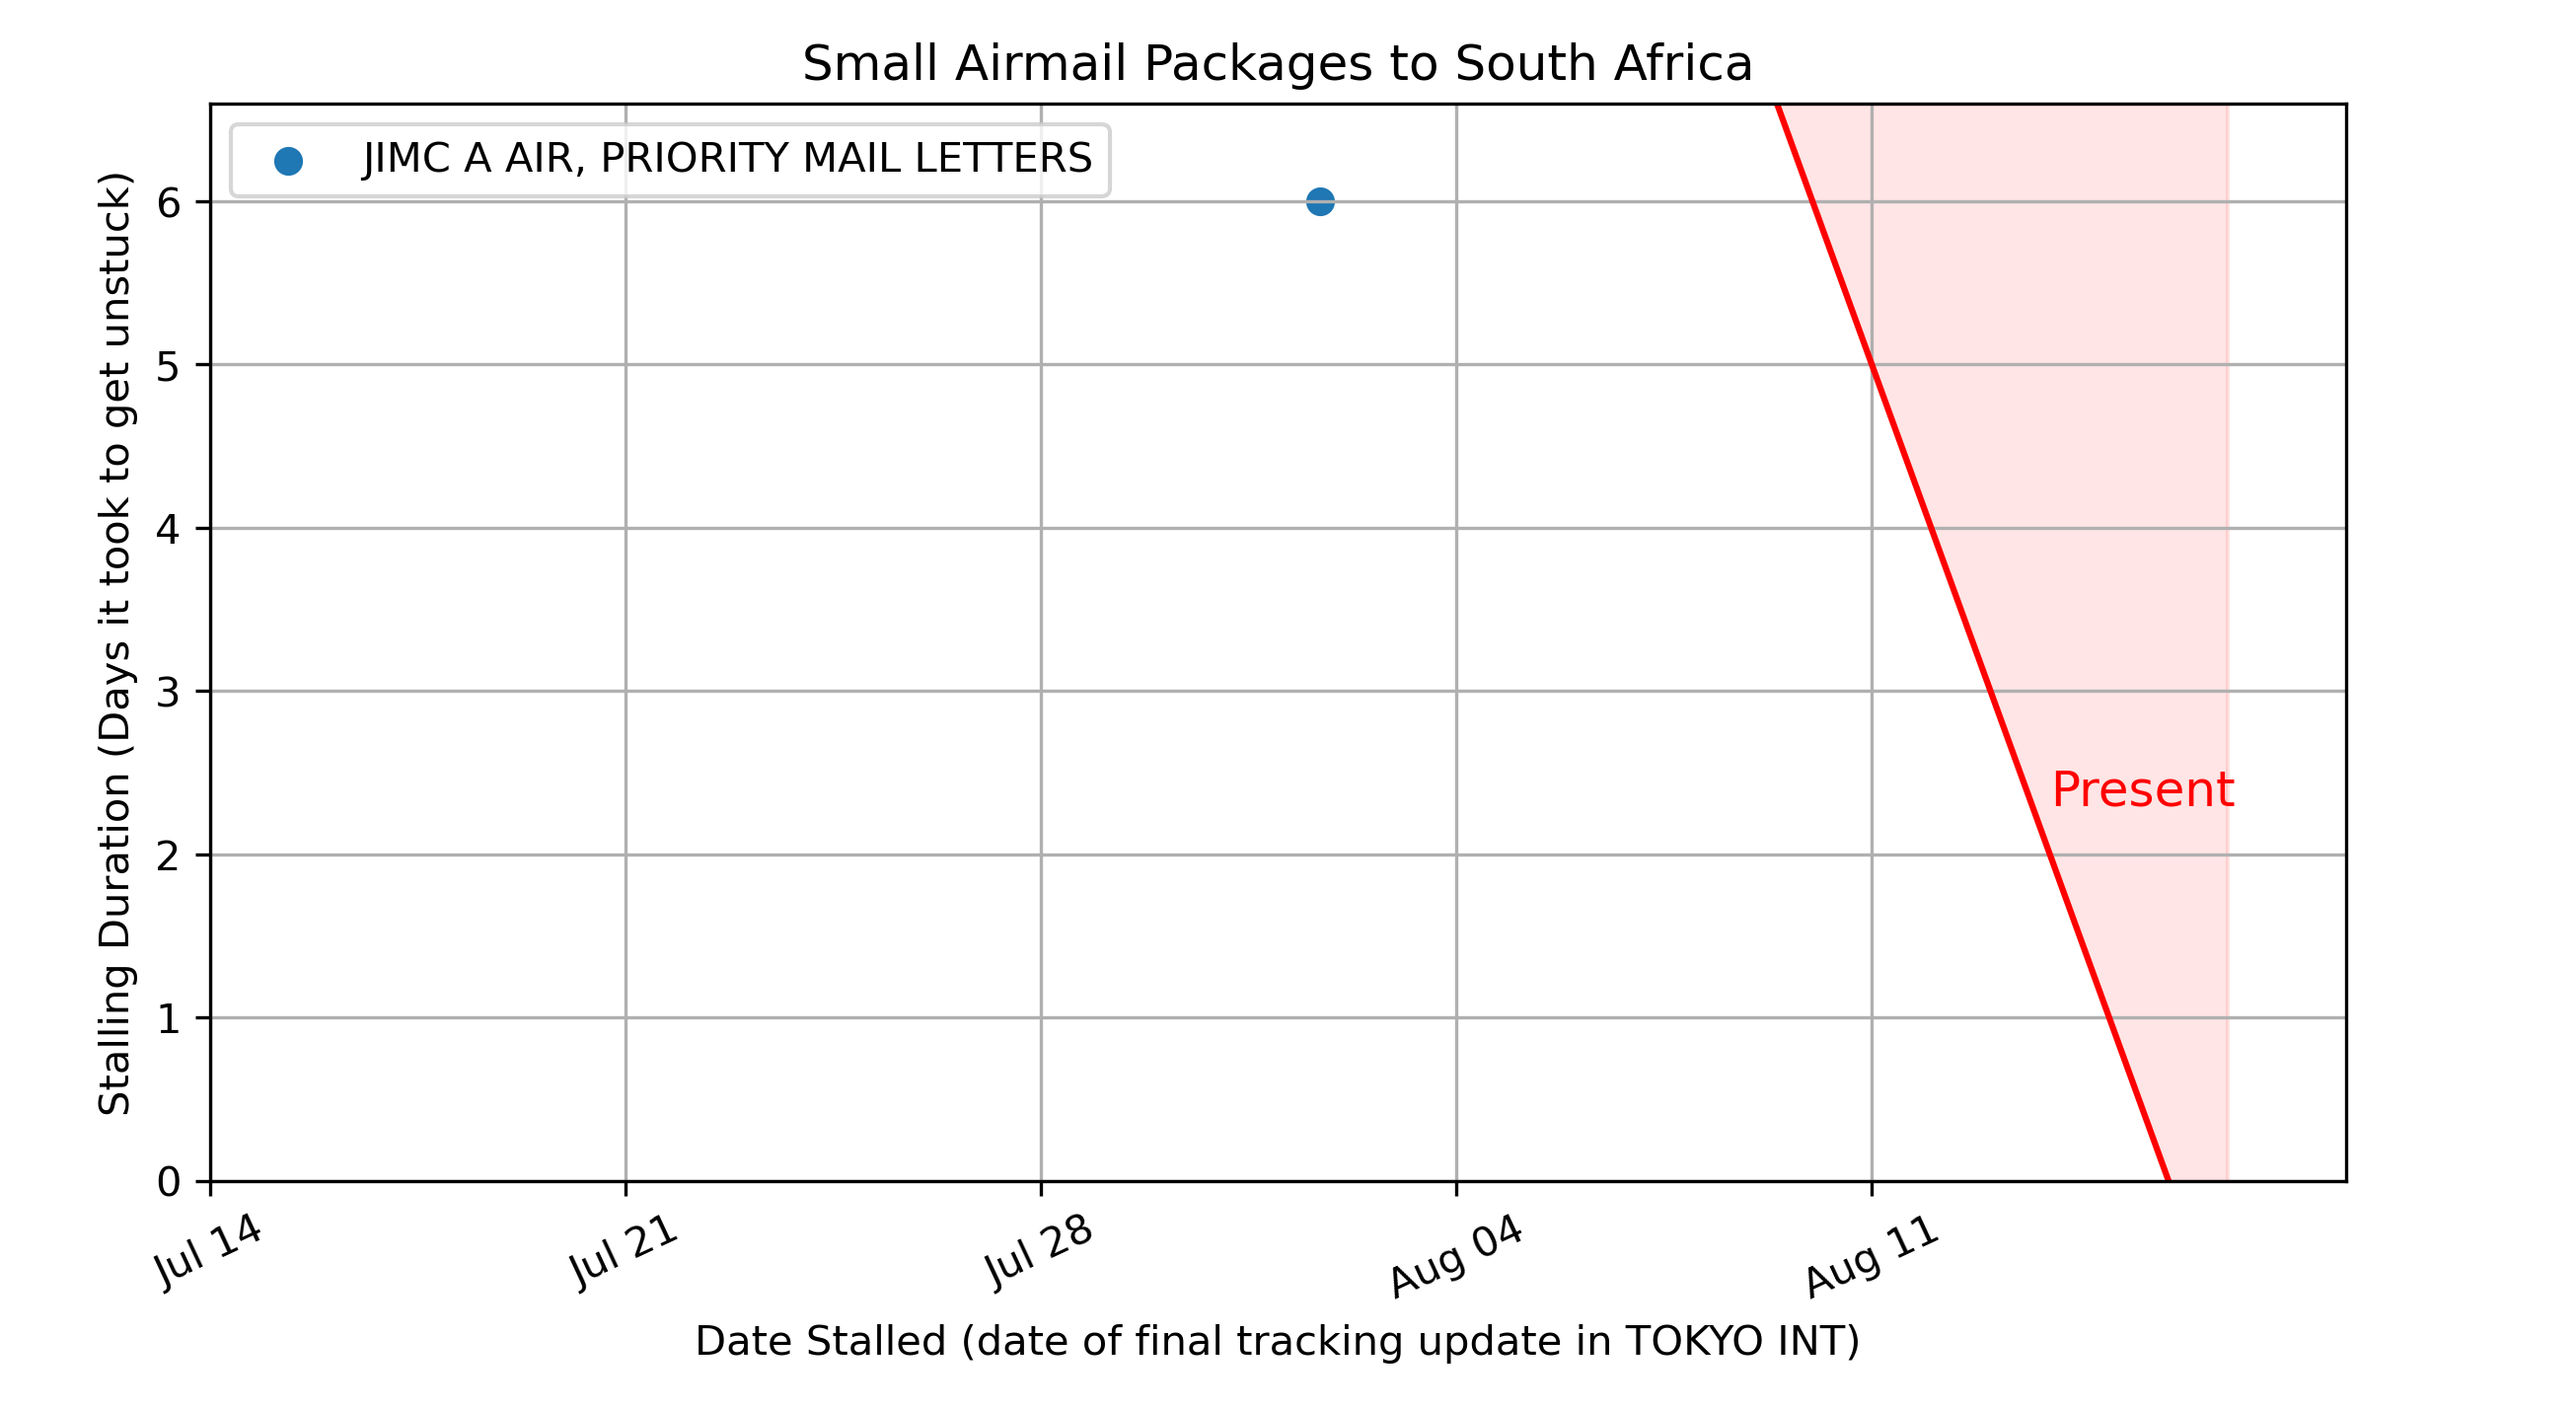 Small Airmail Packages to South Africa
JIMC A AIR, PRIORITY MAIL LETTERS
Stalling Duration (Days it took to get unstuck)
6
5
4
3
2
1
0
Present
Jul 14
Jul 21
Jul 28
Aug 04
Aug 11
Date Stalled (date of final tracking update in TOKYO INT)